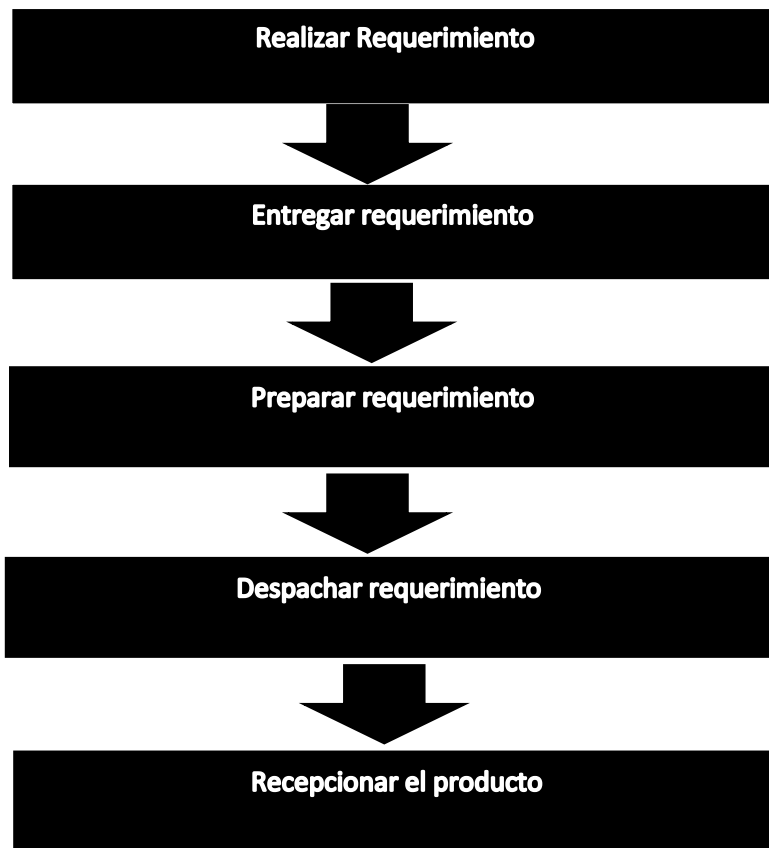 Realizar Requerimiento
Entregar requerimiento
Preparar requerimiento
Despachar requerimiento
Recepcionar el producto